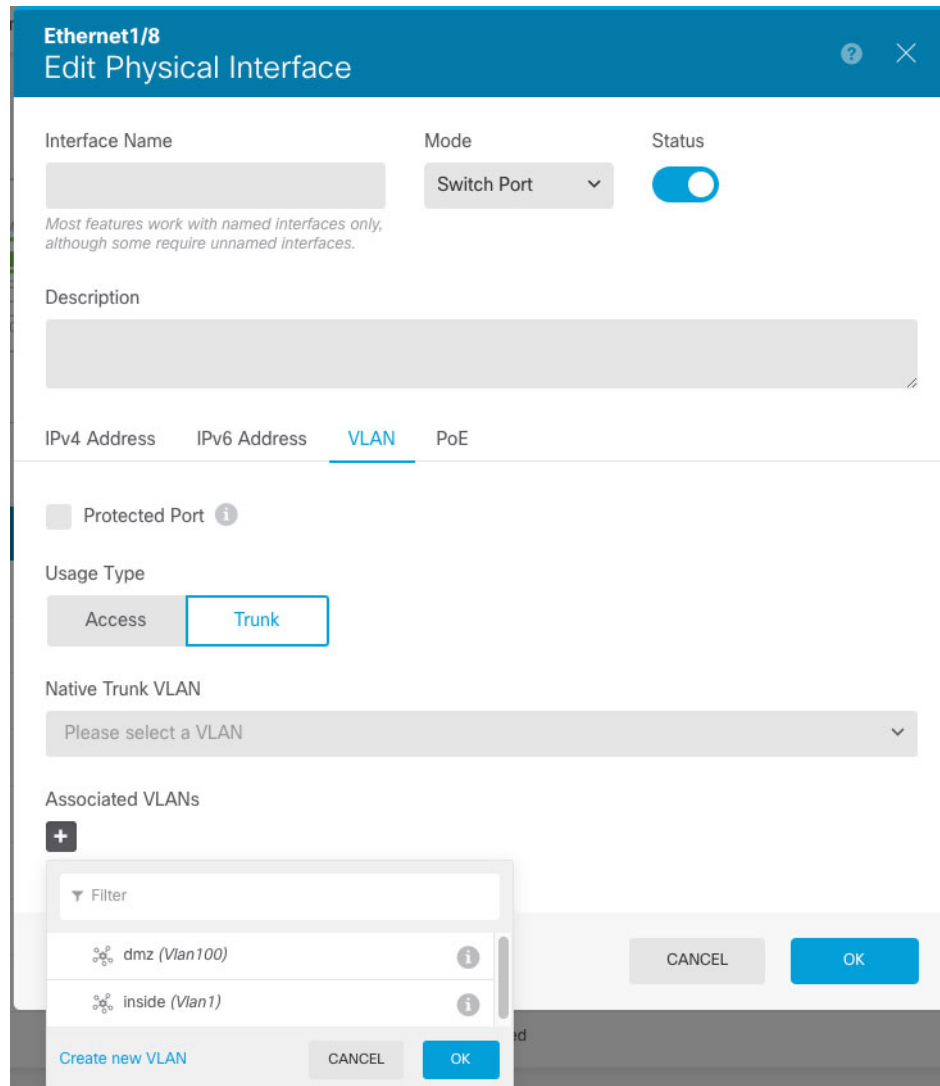 Ethernet1/8
Edit Physical Interface
Interface Name
Mode
Status
Switch Port
Most features work with named interfaces only,
although some require unnamed interfaces.
Description
IPv4 Address IPv6 Address VLAN PoE
Protected Port
Usage Type
Access Trunk
Native Trunk VLAN
Please select a VLAN
Associated VLANs
Filter
dmz (Vlan100)
inside (Vlan1)
Create new VLAN CANCEL OK
CANCEL OK